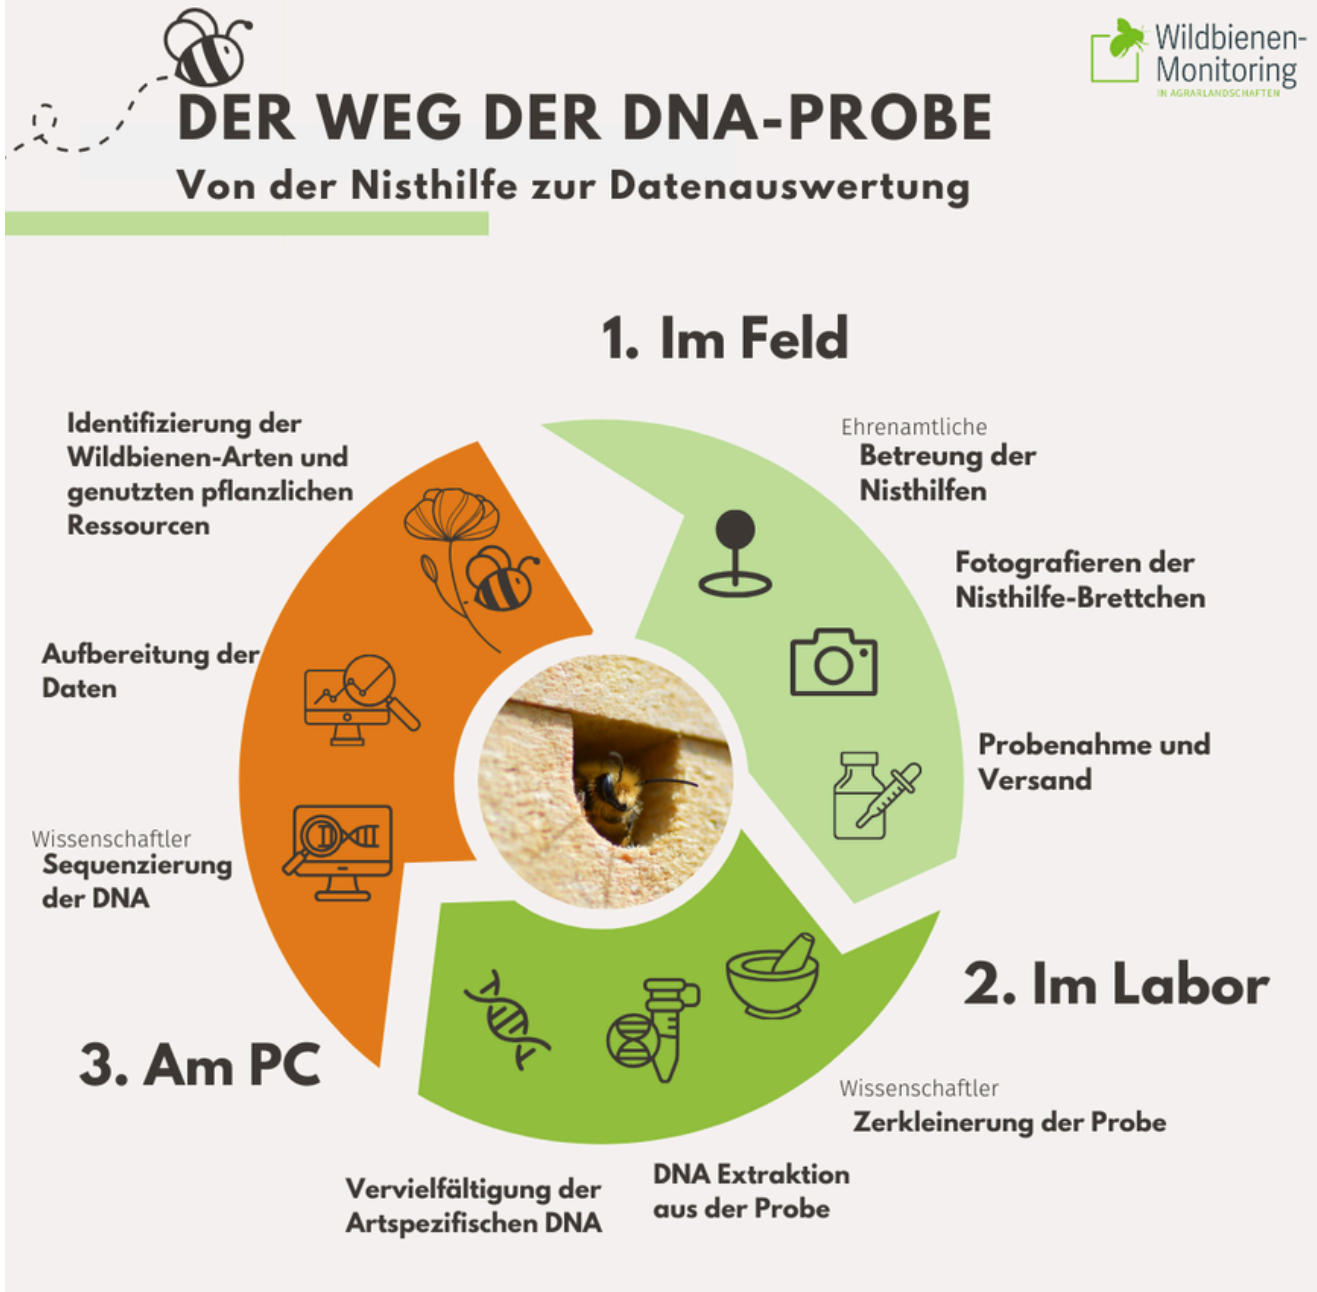 Wildbienen-
Monitoring
IN AGRARLANDSCHAFTEN
DER WEG DER DNA-PROBE
Von der Nisthilfe zur Datenauswertung
1. Im Feld
Ehrenamtliche
Betreung der
Nisthilfen
Fotografieren der
Nisthilfe-Brettchen
Probenahme und
Versand
2. Im Labor
Wissenschaftler
Zerkleinerung der Probe
DNA Extraktion
aus der Probe
Vervielfältigung der
Artspezifischen DNA
3. Am PC
Wissenschaftler
Sequenzierung
der DNA
Aufbereitung der
Daten
Identifizierung der
Wildbienen-Arten und
genutzten pflanzlichen
Ressourcen